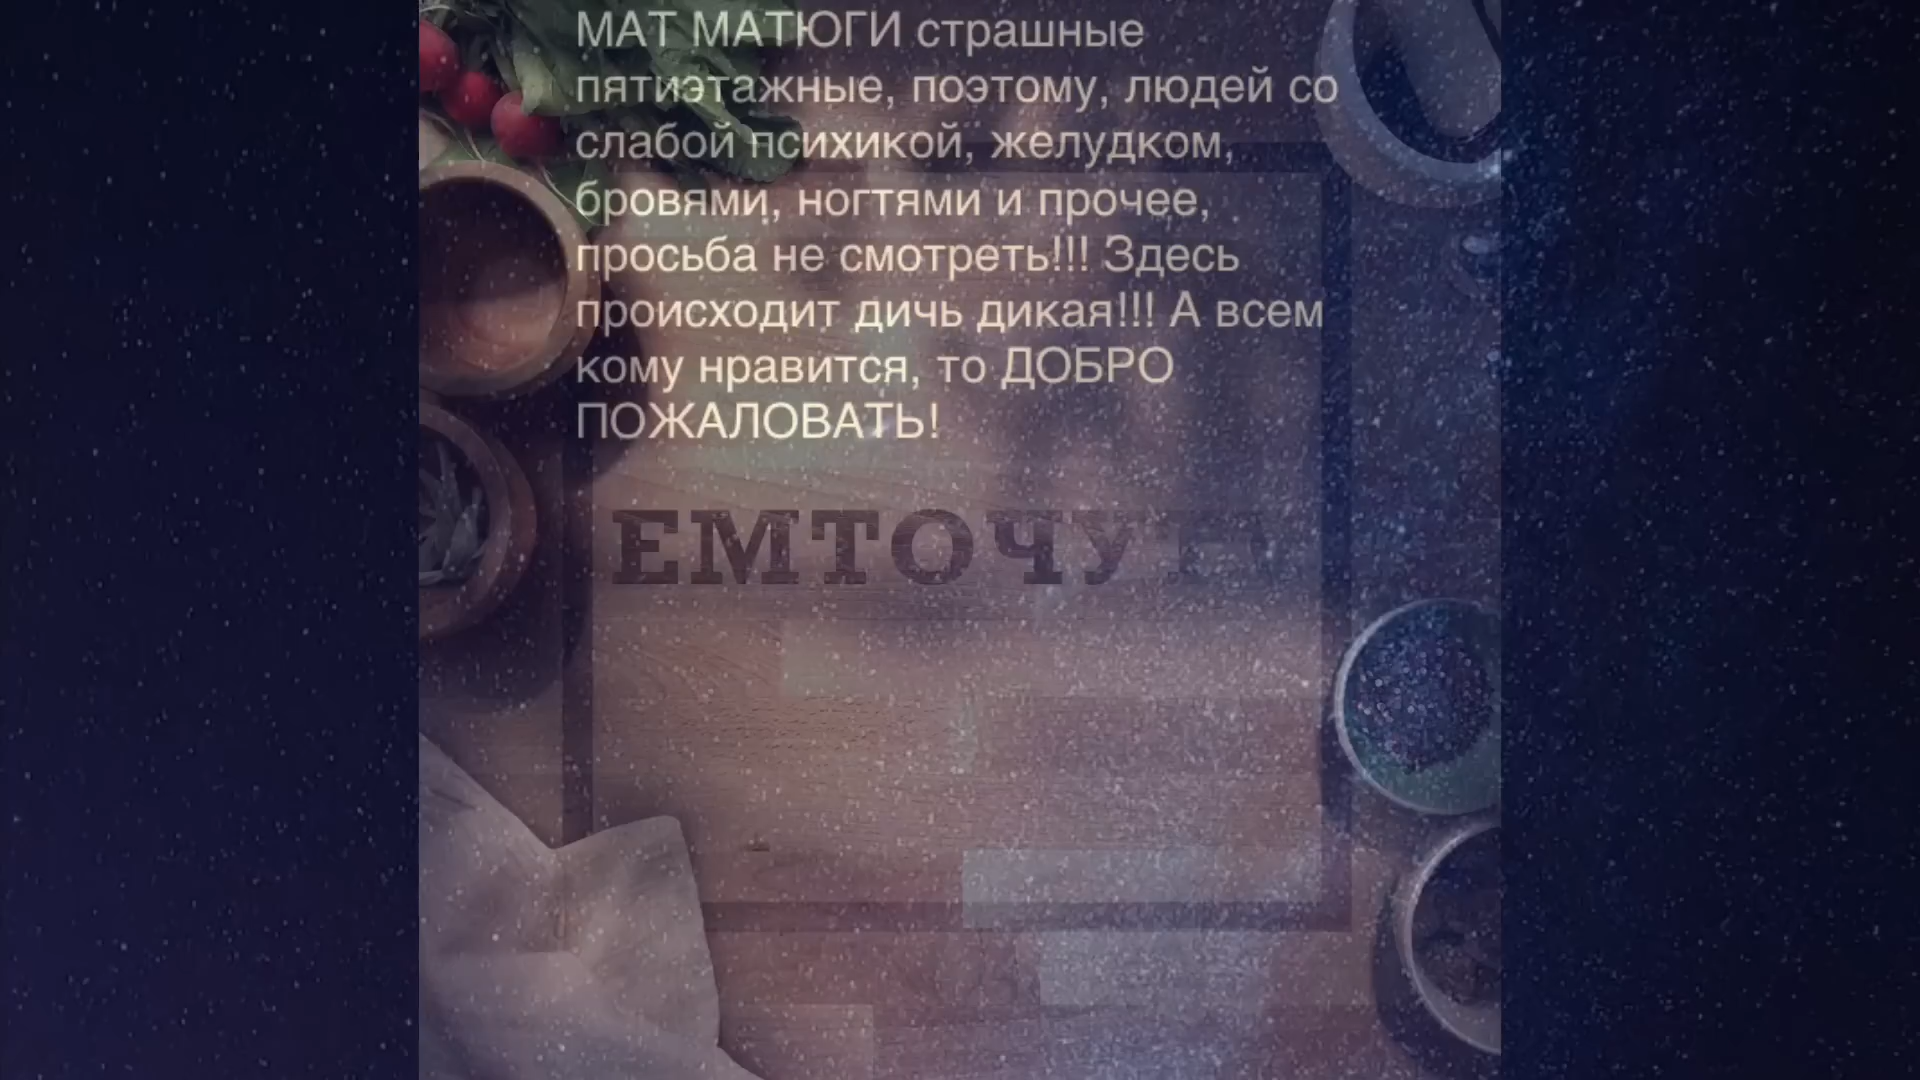 МАТ МАТЮГИ страшные
пятиэтажные, поэтому, людей со
слабой психикой, желудком,
бровями, ногтями и прочее,
просьба не смотреть!!! Здесь
происходит дичь дикая!!! А всем
кому нравится, то ДОБРО
ПОЖАЛОВАТЬ!
ЕМТОЧУ